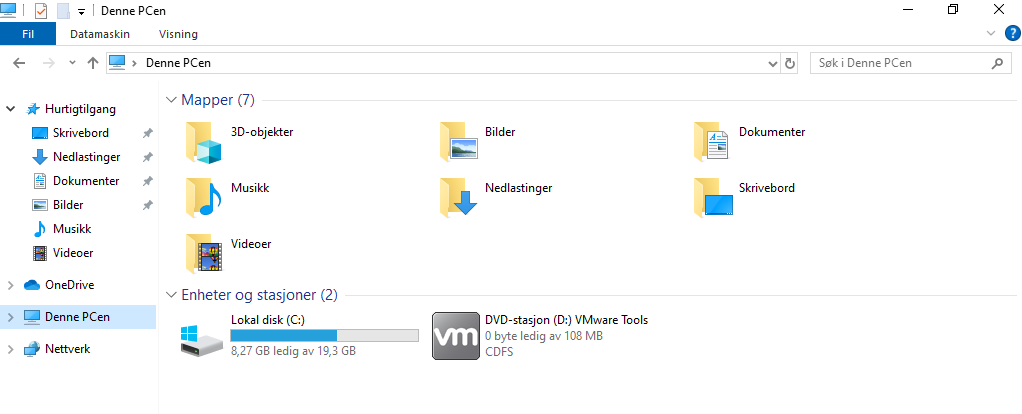 Denne PCen
Fil Datamaskin Visning
Denne PCen Søk i Denne PCen
Hurtigtilgang
Skrivebord
Nedlastinger
Dokumenter
Bilder
Musikk
Videoer
OneDrive
Denne PCen
Nettverk
Mapper (7)
3D-objekter Bilder Dokumenter
Musikk Nedlastinger Skrivebord
Videoer
Enheter og stasjoner (2)
Lokal disk (C:)
8,27 GB ledig av 19,3 GB
vm
DVD-stasjon (D:) VMware Tools
0 byte ledig av 108 MB
CDFS